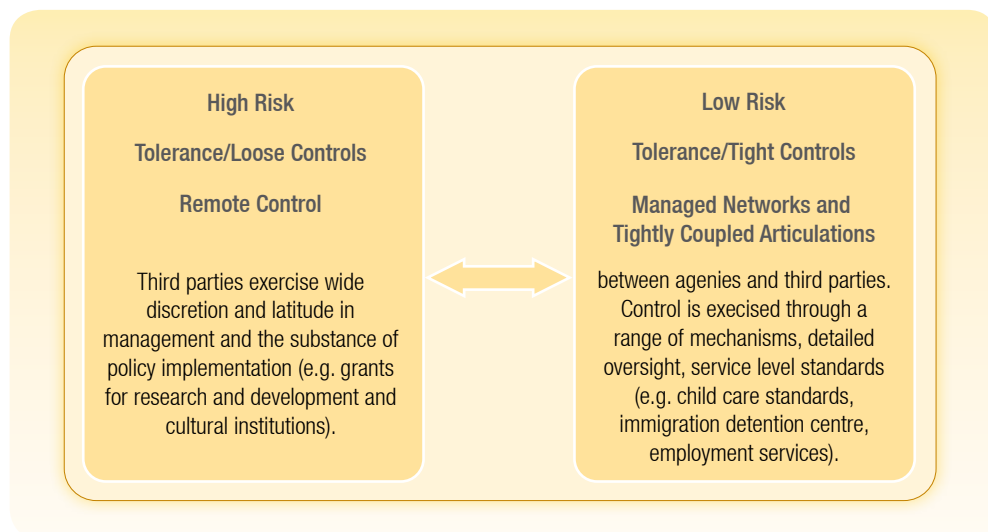 High Risk
Tolerance/Loose Controls
Remote Control
Third parties exercise wide
discretion and latitude in
management and the substance of
policy implementation (e.g. grants
for research and development and
cultural institutions).
Low Risk
Tolerance/Tight Controls
Managed Networks and
Tightly Coupled Articulations
between agenies and third parties.
Control is execised through a
range of mechanisms, detailed
oversight, service level standards
(e.g. child care standards,
immigration detention centre,
employment services).